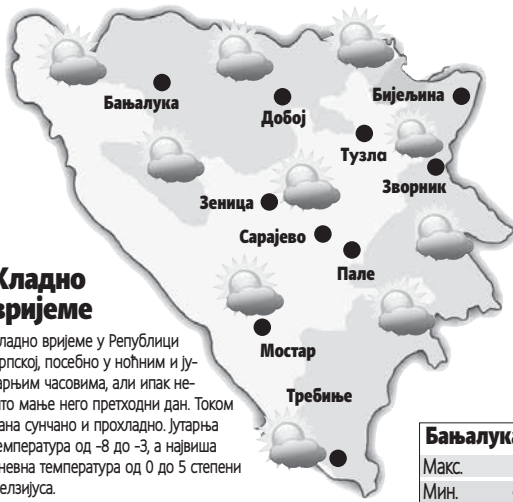 Бањалука
Добој
Бијељина
Тузла
Зворник
Зеница
Сарајево
Пале
Мостар
Требиње
Хладно
вријеме
ладно вријеме у Републици
рпској, посебно у ноћним и ју-
арњим часовима, али ипак не-
то мање него претходни дан. Током
ана сунчано и прохладно. Јутарња
емпература од -8 до -3, а највиша
невна температура од 0 до 5 степени
елзијуса.
Бањалука
Макс.
Мин.